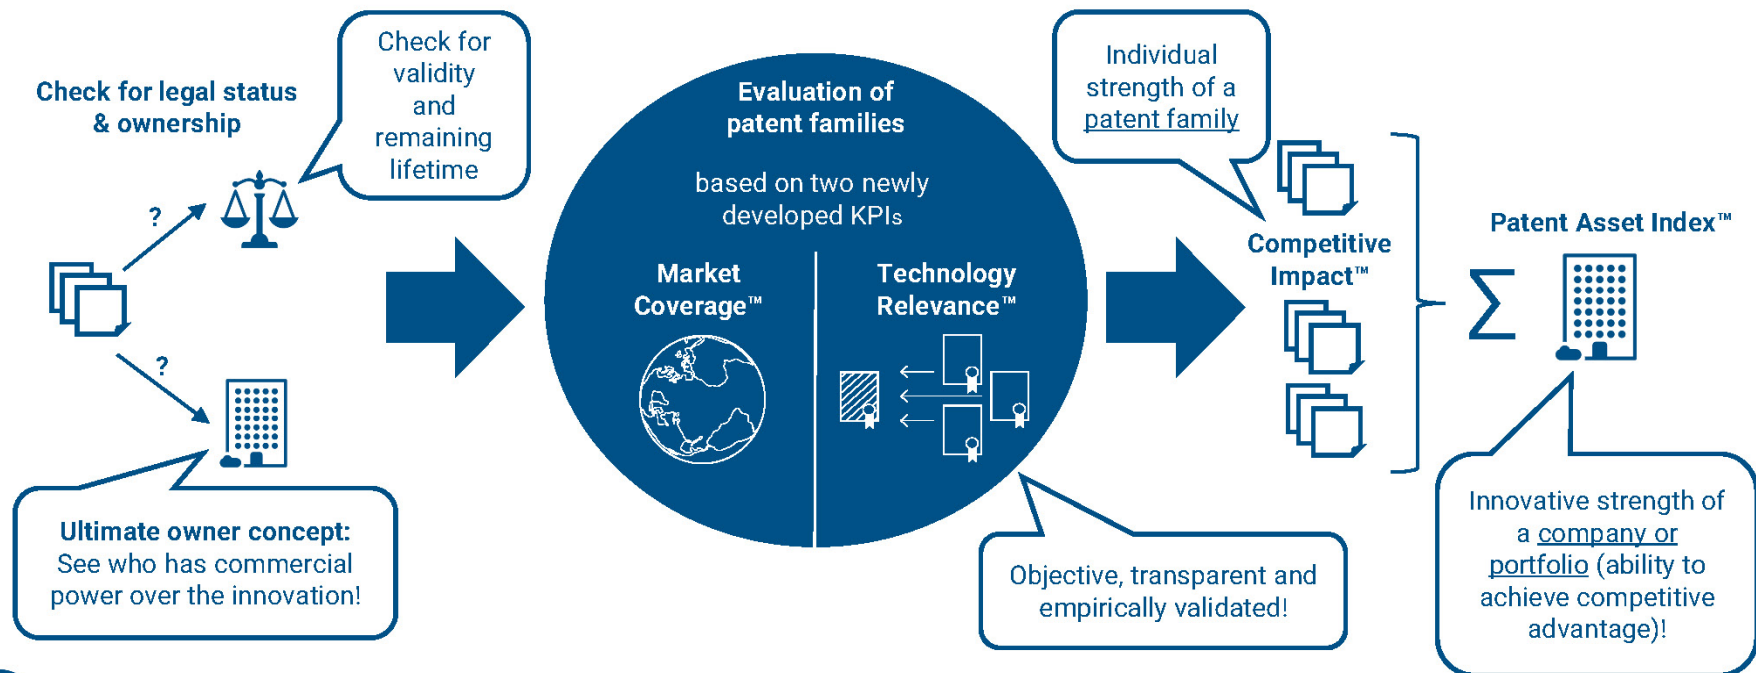 Check for legal status
& ownership
Check for
validity
and
remaining
lifetime
?
?
Ultimate owner concept:
See who has commercial
power over the innovation!
Evaluation of
patent families
based on two newly
developed KPIs
Market
Coverage™
Technology
Relevance™
Objective, transparent and
empirically validated!
Individual
strength of a
patent family
Competitive
Impact™
Σ
Patent Asset Index™
Innovative strength of
a company or
portfolio (ability to
achieve competitive
advantage)!